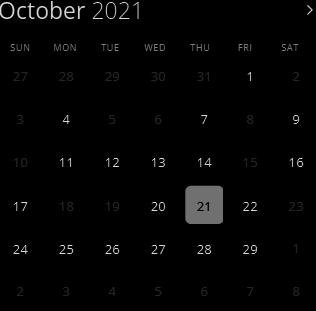 October 2021
SUN MON TUE WED THU FRI SAT
27 28 29 30 31 1 2
3 4 5 6 7 8 9
10 11 12 13 14 15 16
17 18 19 20 21 22 23
24 25 26 27 28 29 1
2 3 4 5 6 7 8